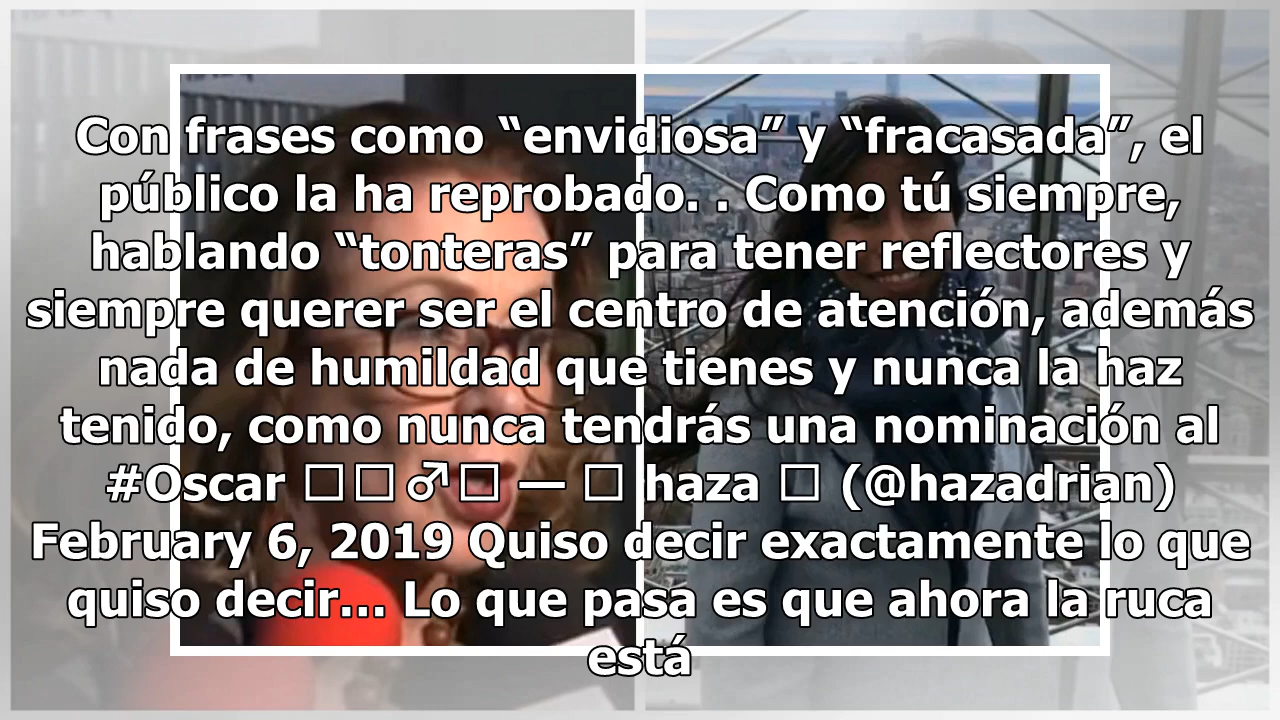 Con frases como “envidiosa” y “fracasada”, el
público la ha reprobado. . Como tú siempre,
hablando “tonteras” para tener reflectores y
siempre querer ser el centro de atención, además
nada de humildad que tienes y nunca la haz
tenido, como nunca tendrás una nominación al
#Oscar □□♂□ — □ haza □ (@hazadrian)
February 6, 2019 Quiso decir exactamente lo que
quiso decir... Lo que pasa es que ahora la ruca
está